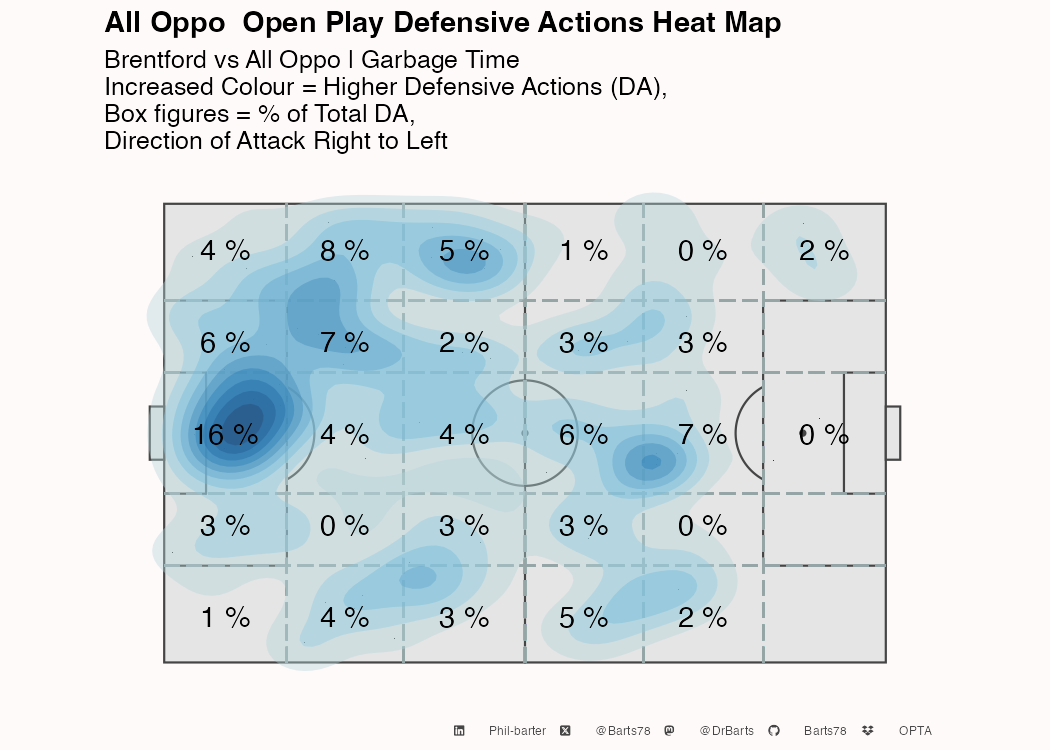 All Oppo  Open Play Defensive Actions Heat Map
Brentford vs All Oppo | Garbage Time
Increased Colour = Higher Defensive Actions (DA),
Box figures = % of Total DA,
Direction of Attack Right to Left
4 % 8 % 5 % 1 % 0 % 2 %
6 % 7 % 2 % 3 % 3 %
16 % 4 % 4 % 6 % 7 % 0 %
3 % 0 % 3 % 3 % 0 %
1 % 4 % 3 % 5 % 2 %
Phil-barter @Barts78 @DrBarts Barts78 OPTA